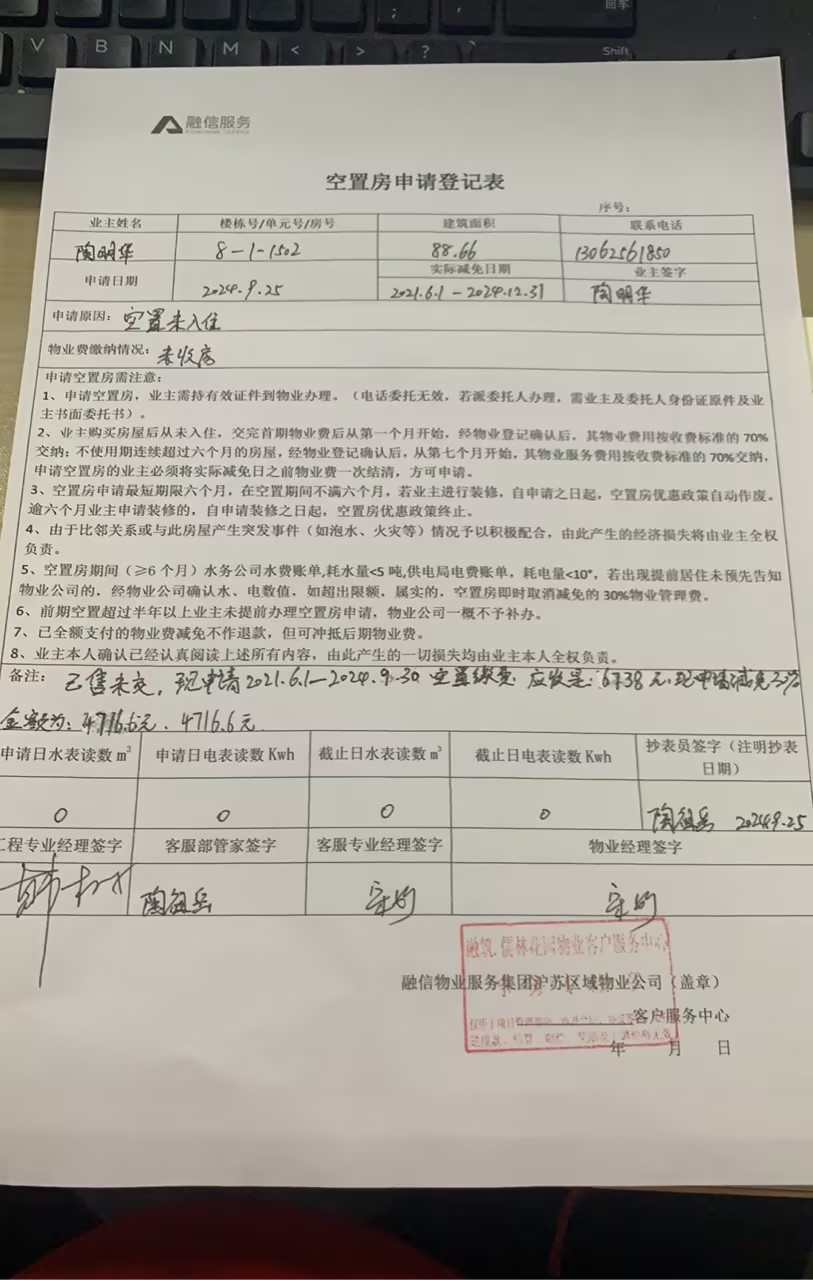 回车
V B N M < > ? Shift
融信服务
空置房申请登记表
序号:
业主姓名 楼栋号/单元号/房号 建筑面积 联系电话
陶明华 8-1-1502 88.66 13062561850
申请日期 实际减免日期 业主签字
2024.9.25 2021.6.1-2024.12.31 陶明华
申请原因: 空置未入住
物业费缴纳情况: 未收房
申请空置房需注意:
1、申请空置房,业主需持有效证件到物业办理。(电话委托无效,若派委托人办理,需业主及委托人身份证原件及业
主书面委托书)。
2、业主购买房屋后从未入住,交完首期物业费后从第一个月开始,经物业登记确认后,其物业费用按收费标准的 70%
交纳;不使用期连续超过六个月的房屋,经物业登记确认后,从第七个月开始,其物业服务费用按收费标准的70%交纳,
申请空置房的业主必须将实际减免日之前物业费一次结清,方可申请。
3、空置房申请最短期限六个月,在空置期间不满六个月,若业主进行装修,自申请之日起,空置房优惠政策自动作废。
逾六个月业主申请装修的,自申请装修之日起,空置房优惠政策终止。
4、由于比邻关系或与此房屋产生突发事件(如泡水、火灾等)情况予以积极配合,由此产生的经济损失将由业主全权
负责。
5、空置房期间(≥6 个月)水务公司水费账单,耗水量<5 吨,供电局电费账单,耗电量<10°,若出现提前居住未预先告知
物业公司的,经物业公司确认水、电数值,如超出限额,属实的,空置房即时取消减免的 30%物业管理费。
6、前期空置超过半年以上业主未提前办理空置房申请,物业公司一概不予补办。
7、已全额支付的物业费减免不作退款,但可冲抵后期物业费。
8、业主本人确认已经认真阅读上述所有内容,由此产生的一切损失均由业主本人全权负责。
备注: 已售未交,现申请2021.6.1-2024.9.30 空置 应 是:6738元.现申请减免
金额为:4716.6元.4716.6元
申请日水表读数 m³ 申请日电表读数 Kwh 截止日水表读数 m³ 截止日电表读数 Kwh 抄表员签字(注明抄表
日期)
0 0 0 0 2024.9.25
工程专业经理签字 客服部管家签字 客服专业经理签字 物业经理签字
融筑.儒林花园物业客户服务中心
融信物业服务集团沪苏区域物业公司(盖章)
客户服务中心
年 月 日